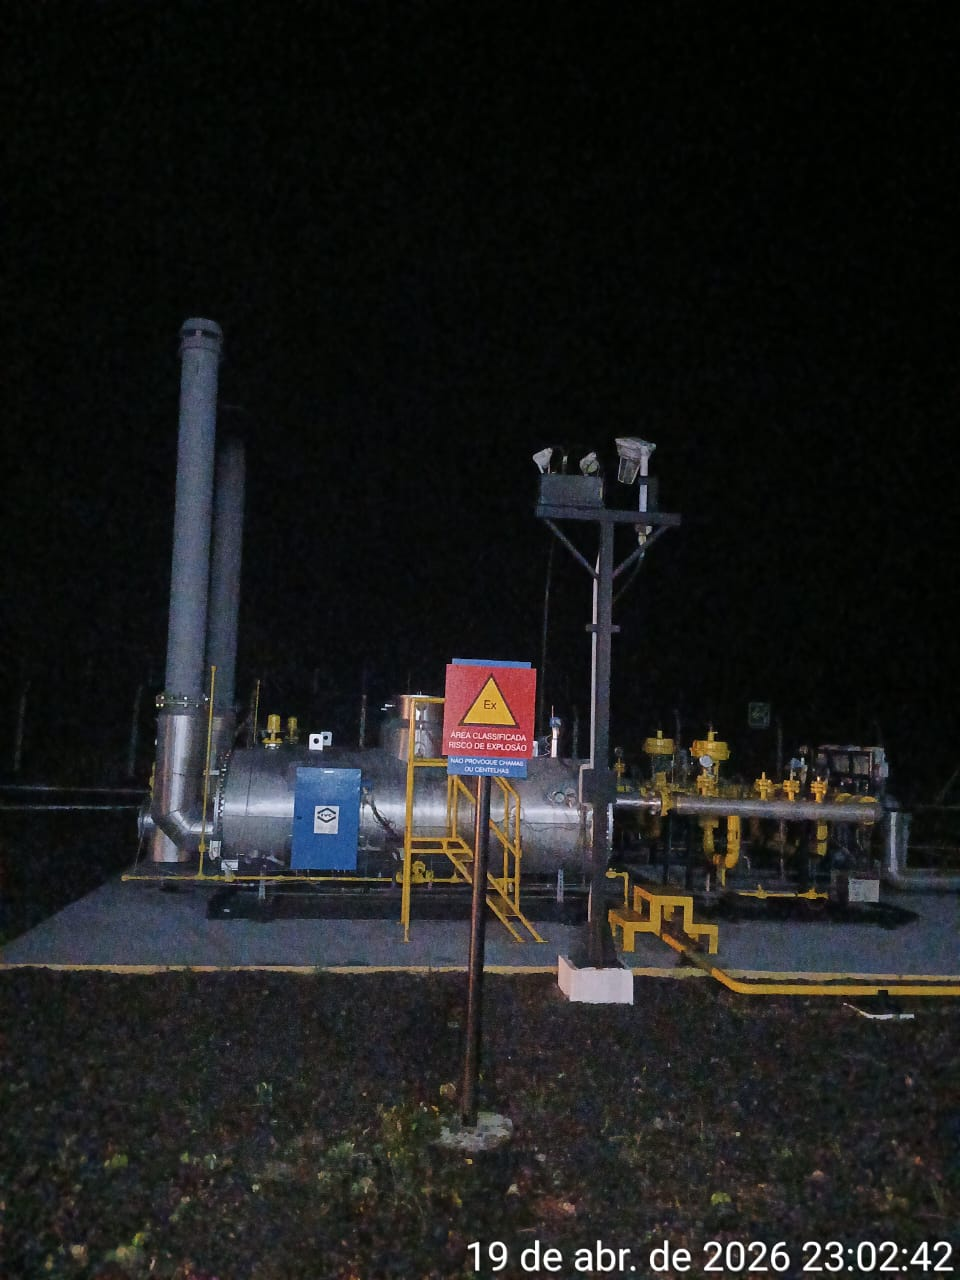 Ex
ÁREA CLASSIFICADA
RISCO DE EXPLOSÃO
NÃO PROVOQUE CHAMAS
OU CENTELHAS
19 de abr. de 2026 23:02:42